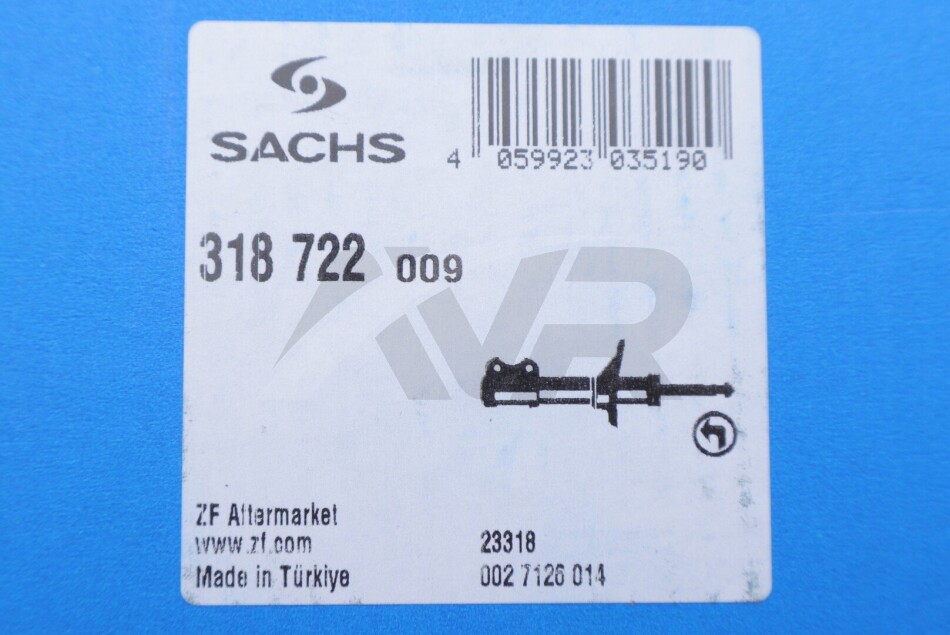 SACHS
4 059923 035190
318 722 009
VR
ZF Aftermarket
www.zf.com
Made in Türkiye
23318
002 7126 014